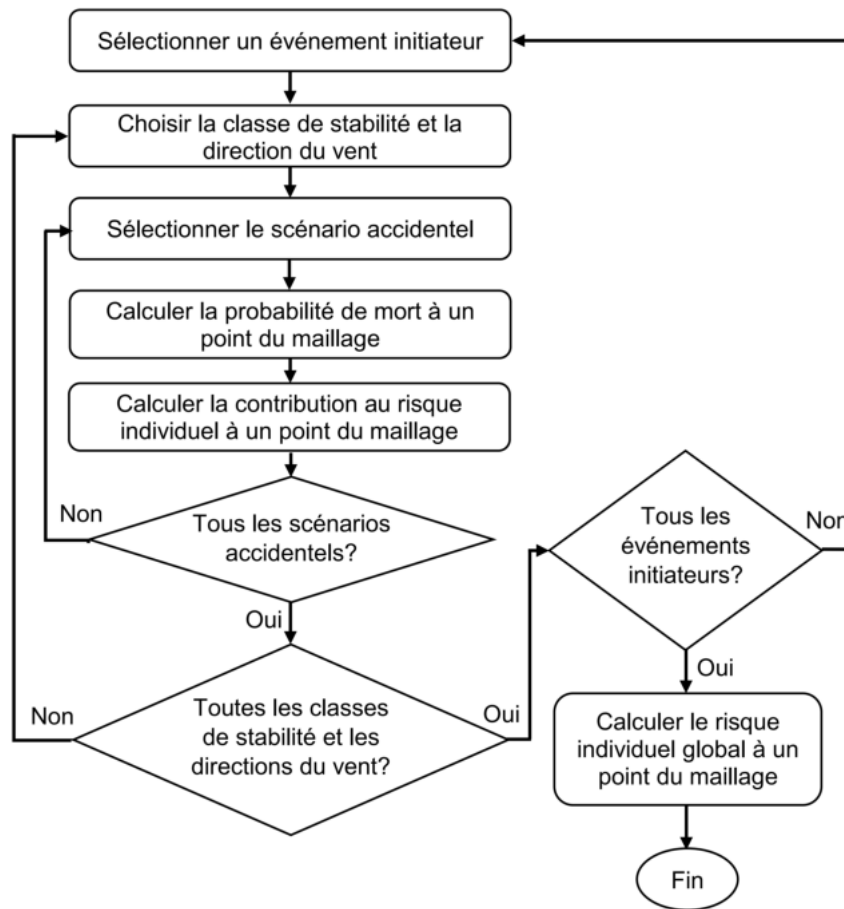 Sélectionner un événement initiateur
Choisir la classe de stabilité et la
direction du vent
Sélectionner le scénario accidentel
Calculer la probabilité de mort à un
point du maillage
Calculer la contribution au risque
individuel à un point du maillage
Non
Tous les scénarios
accidentels?
Oui
Non
Toutes les classes
de stabilité et les
directions du vent?
Oui
Tous les
événements
initiateurs?
Non
Oui
Calculer le risque
individuel global à un
point du maillage
Fin